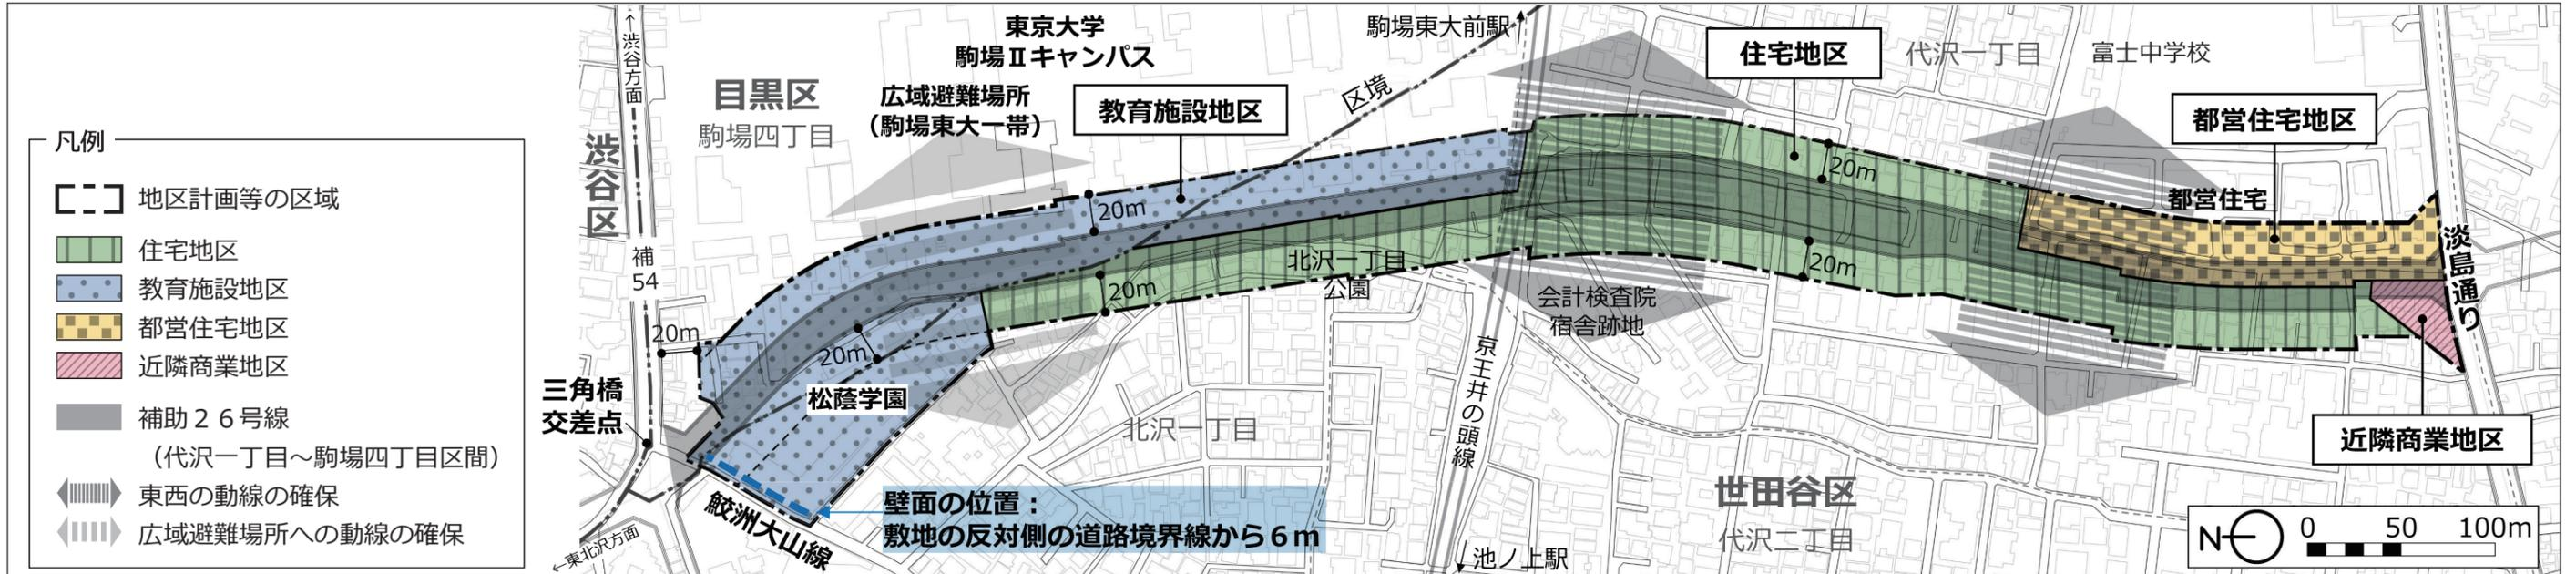 凡例
地区計画等の区域
住宅地区
教育施設地区
都営住宅地区
近隣商業地区
補助26号線
（代沢一丁目～駒場四丁目区間）
東西の動線の確保
広域避難場所への動線の確保
←渋谷方面
渋谷区
補
54
20m
三角橋
交差点
←東北沢方面
目黒区
駒場四丁目
東京大学
駒場Ⅱキャンパス
広域避難場所
（駒場東大一帯）
教育施設地区
区境
駒場東大前駅
20m
20m
20m
松蔭学園
鮫洲大山線
壁面の位置：
敷地の反対側の道路境界線から6m
北沢一丁目
公園
北沢一丁目
京王井の頭線
池ノ上駅
会計検査院
宿舎跡地
住宅地区
代沢一丁目
富士中学校
20m
20m
都営住宅地区
都営住宅
淡島通り
近隣商業地区
世田谷区
代沢二丁目
N
0 50 100m